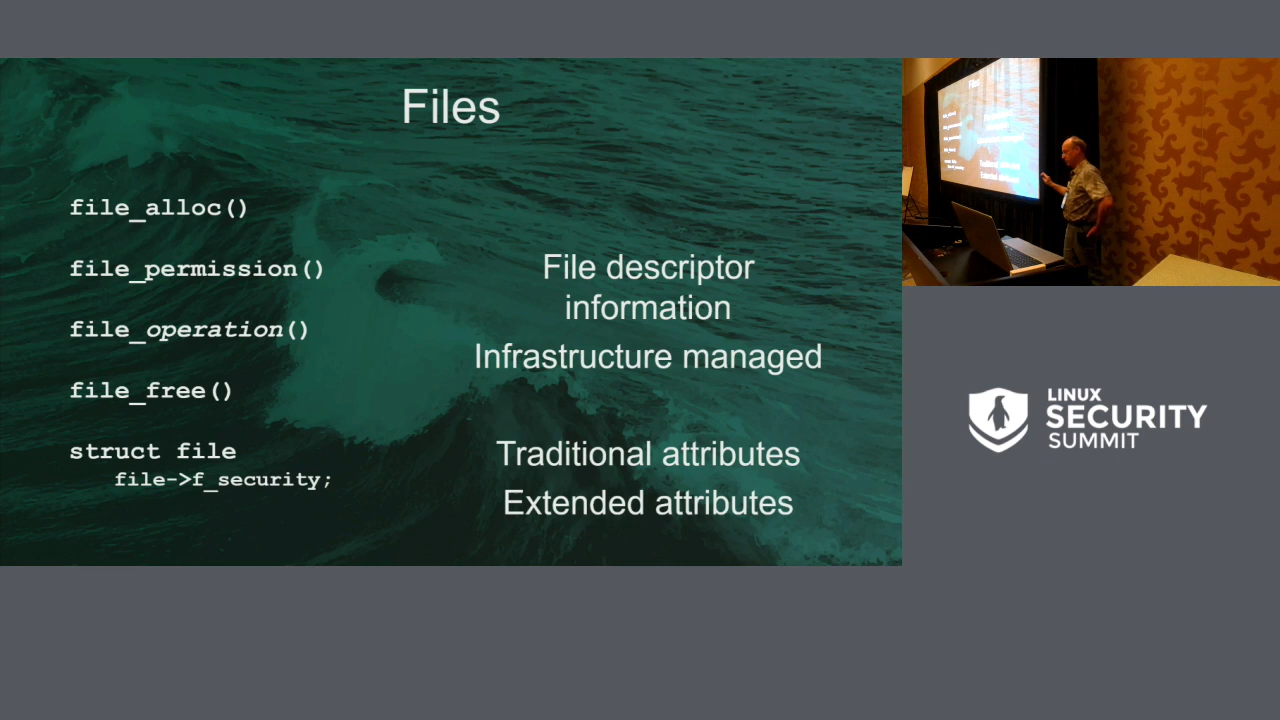 Files
file_alloc()
file_permission()
file_operation()
file_free()
struct file
file->f_security;
File descriptor
information
Infrastructure managed
Traditional attributes
Extended attributes
LINUX
SECURITY
SUMMIT